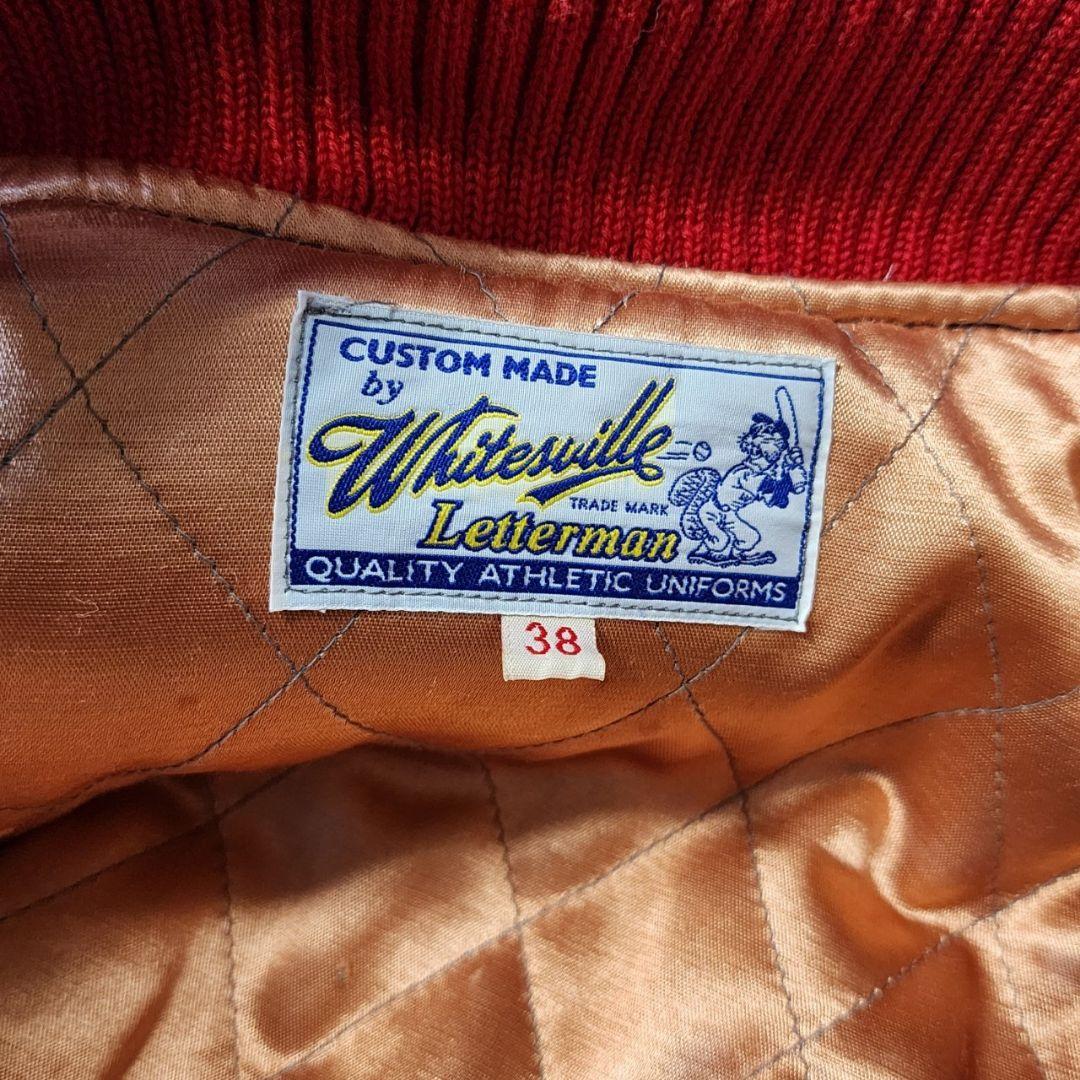 CUSTOM MADE
by
Whitesville
TRADE MARK
Letterman
QUALITY ATHLETIC UNIFORMS
38